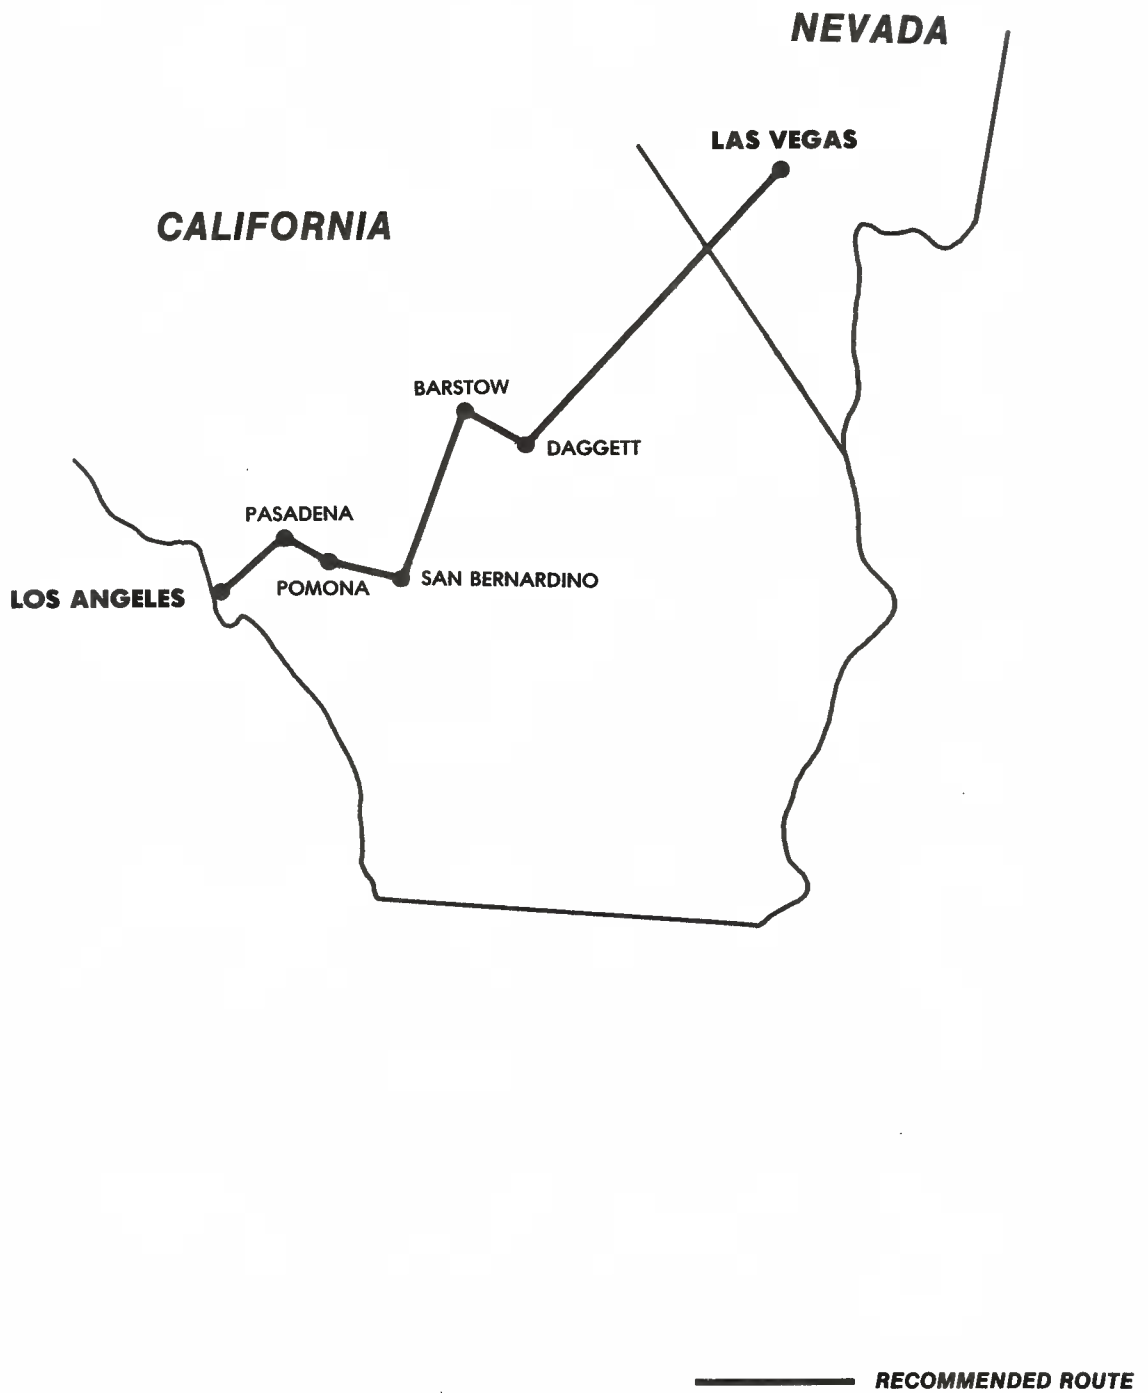 NEVADA
LAS VEGAS
CALIFORNIA
BARSTOW
DAGGETT
PASADENA
POMONA
SAN BERNARDINO
LOS ANGELES
RECOMMENDED ROUTE